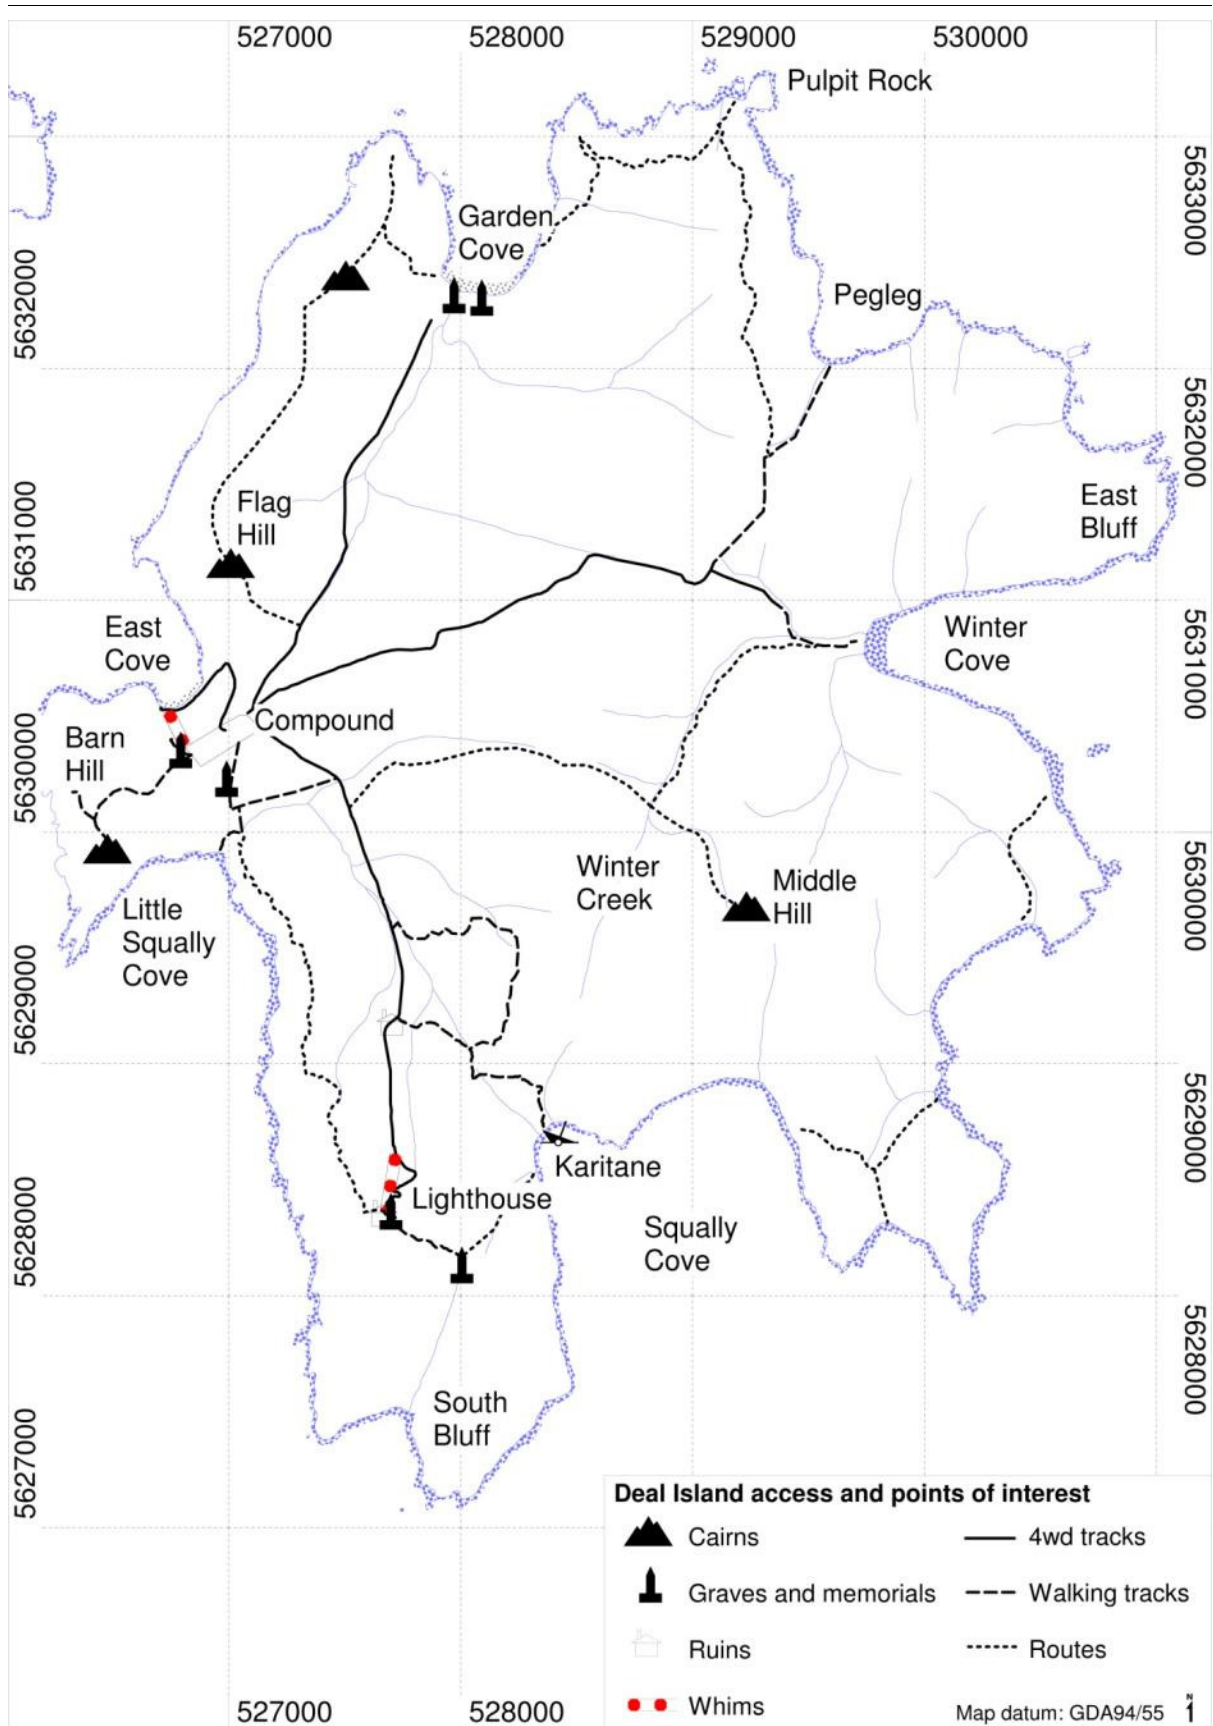 527000 528000 529000 530000
Pulpit Rock
5633000
Garden
Cove
5632000
Pegleg
5632000
Flag
Hill
East
Bluff
5631000
East
Cove
Winter
Cove
5631000
Compound
Barn
Hill
5630000
Winter
Creek
Middle
Hill
5630000
Little
Squally
Cove
5629000
Karitane
5629000
Lighthouse
Squally
Cove
5628000
5628000
South
Bluff
5627000
Deal Island access and points of interest
Cairns
4wd tracks
Graves and memorials
Walking tracks
Ruins
Routes
Whims
527000 528000
Map datum: GDA94/55